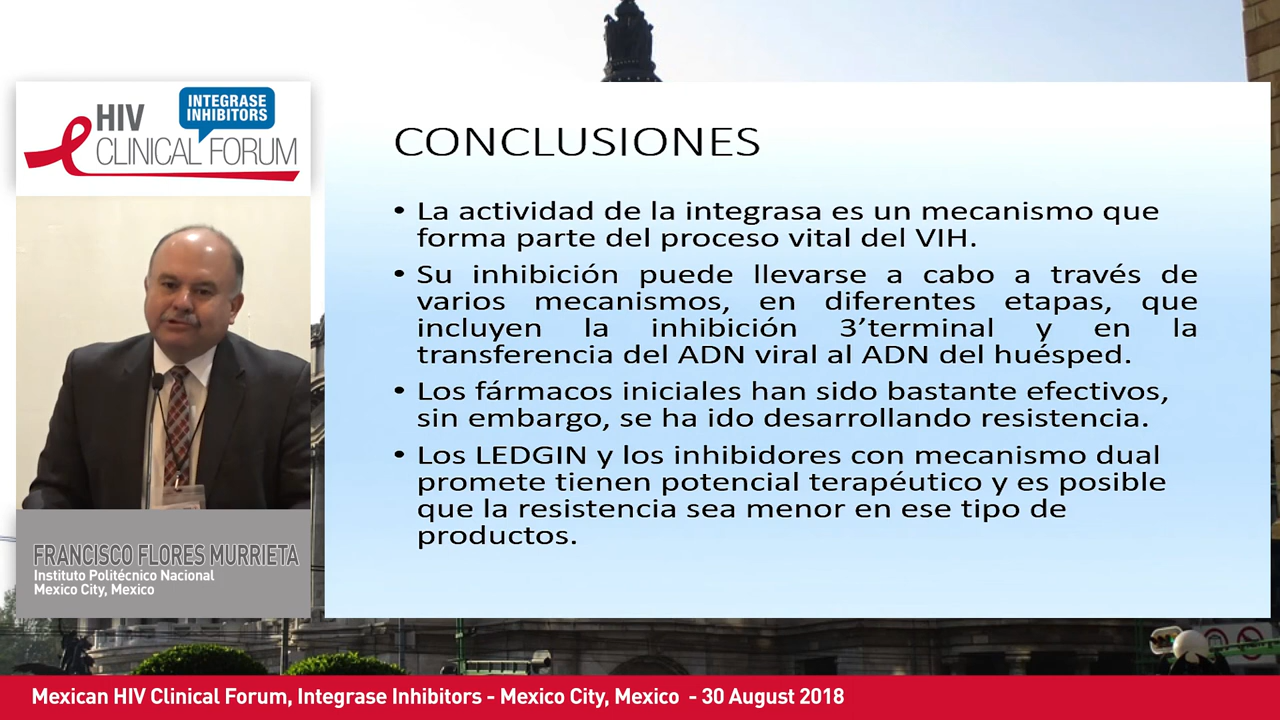 HIV
INTEGRASE
INHIBITORS
CLINICAL FORUM
CONCLUSIONES
• La actividad de la integrasa es un mecanismo que
forma parte del proceso vital del VIH.
• Su inhibición puede llevarse a cabo a través de
varios mecanismos, en diferentes etapas, que
incluyen la inhibición 3’terminal y en la
transferencia del ADN viral al ADN del huésped.
• Los fármacos iniciales han sido bastante efectivos,
sin embargo, se ha ido desarrollando resistencia.
• Los LEDGIN y los inhibidores con mecanismo dual
promete tienen potencial terapéutico y es posible
que la resistencia sea menor en ese tipo de
productos.
FRANCISCO FLORES MURRIETA
Instituto Politécnico Nacional
Mexico City, Mexico
Mexican HIV Clinical Forum, Integrase Inhibitors - Mexico City, Mexico - 30 August 2018